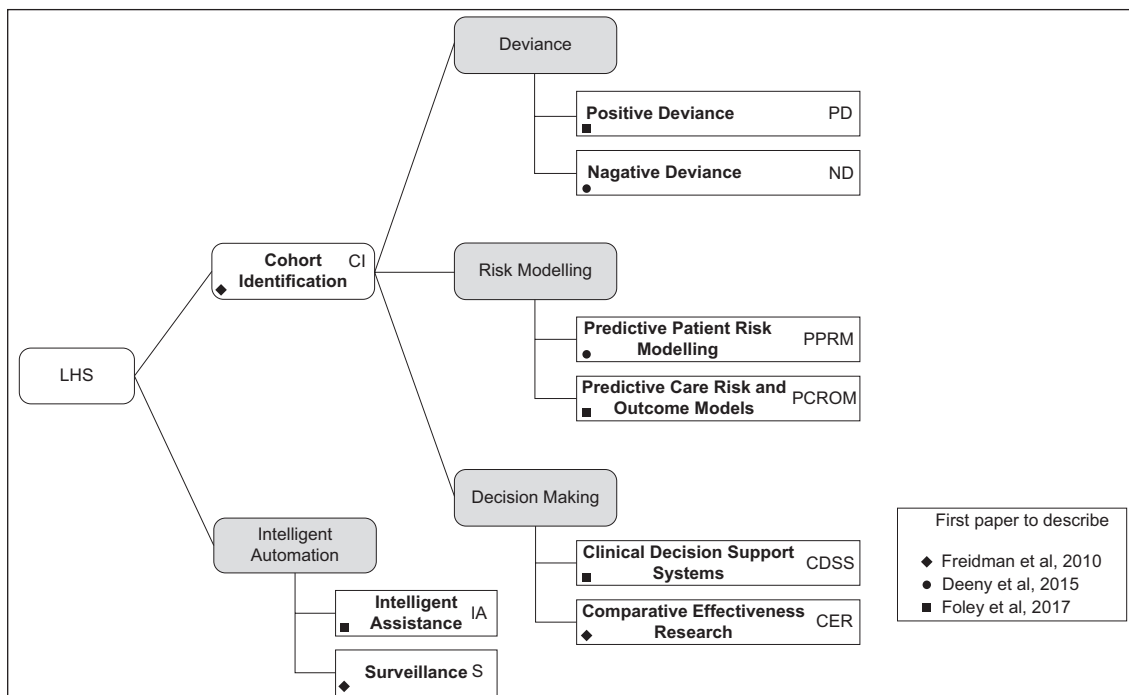 Deviance
Positive Deviance PD
Nagative Deviance ND
Cohort CI
Identification
Risk Modelling
Predictive Patient Risk
Modelling PPRM
Predictive Care Risk and
Outcome Models PCROM
LHS
Decision Making
Clinical Decision Support
Systems CDSS
Comparative Effectiveness
Research CER
Intelligent
Automation
Intelligent
Assistance IA
Surveillance S
First paper to describe
◆ Freidman et al, 2010
● Deeny et al, 2015
■ Foley et al, 2017